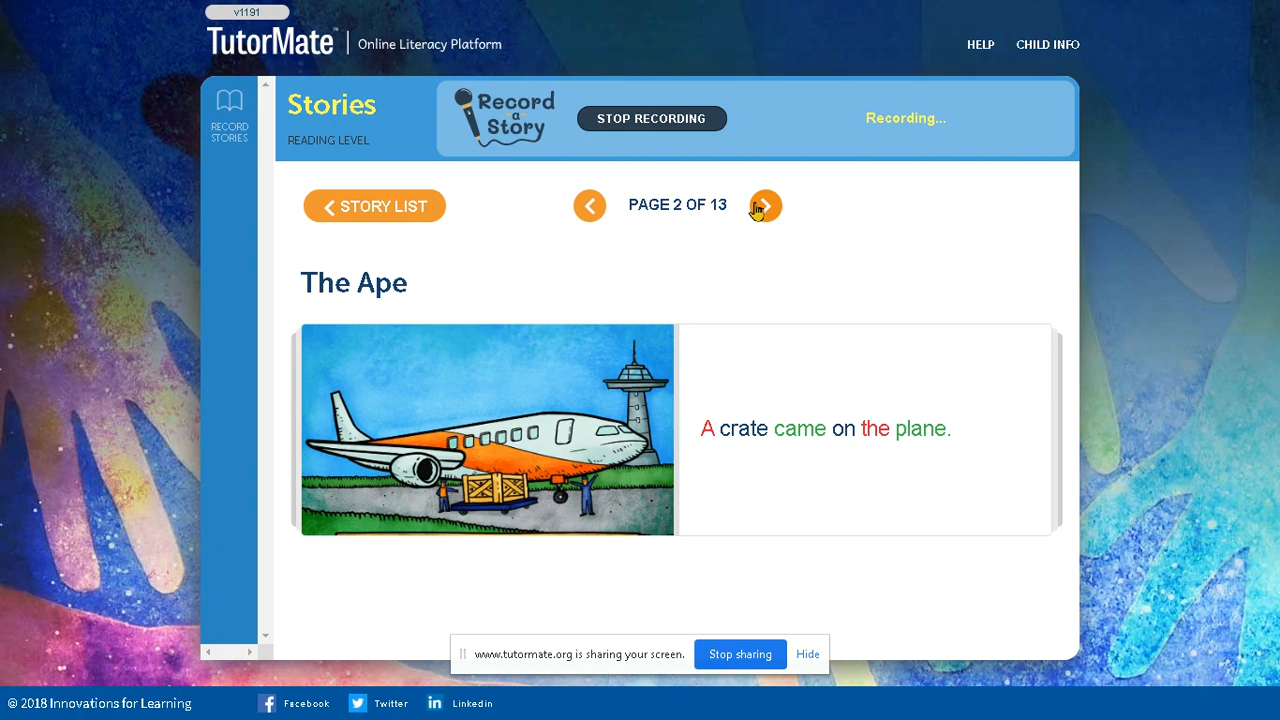 v1191
TutorMate | Online Literacy Platform
HELP
CHILD INFO
RECORD
STORIES
Stories
READING LEVEL
Record
a
Story
STOP RECORDING
Recording...
STORY LIST
PAGE 2 OF 13
The Ape
A crate came on the plane.
www.tutormate.org is sharing your screen.
Stop sharing
Hide
© 2018 Innovations for Learning
Facebook
Twitter
Linkedin